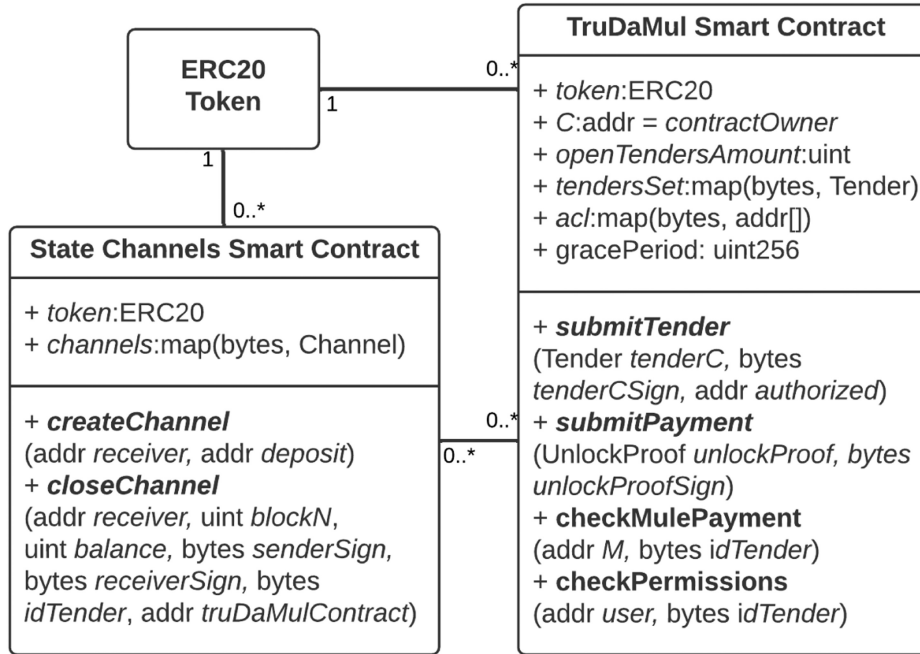 ERC20
Token
1
0..*
1
0..*
TruDaMul Smart Contract
+ token:ERC20
+ C:addr = contractOwner
+ openTendersAmount:uint
+ tendersSet:map(bytes, Tender)
+ acl:map(bytes, addr[])
+ gracePeriod: uint256
+ submitTender
(Tender tenderC, bytes
tenderCSign, addr authorized)
+ submitPayment
(UnlockProof unlockProof, bytes
unlockProofSign)
+ checkMulePayment
(addr M, bytes idTender)
+ checkPermissions
(addr user, bytes idTender)
State Channels Smart Contract
+ token:ERC20
+ channels:map(bytes, Channel)
+ createChannel
(addr receiver, addr deposit)
+ closeChannel
(addr receiver, uint blockN,
uint balance, bytes senderSign,
bytes receiverSign, bytes
idTender, addr truDaMulContract)
0..*
0..*